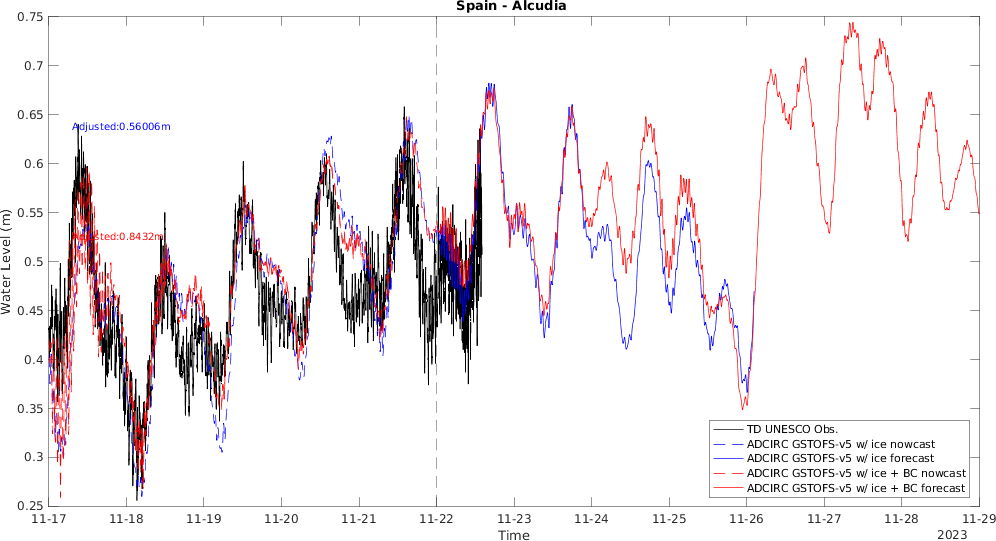 Spain - Alcudia
0.75
0.7
0.65
0.6
0.55
0.5
0.45
0.4
0.35
0.3
0.25
Water Level (m)
Adjusted:0.56006m
Adjusted:0.8432m
TD UNESCO Obs.
ADCIRC GSTOFS-v5 w/ ice nowcast
ADCIRC GSTOFS-v5 w/ ice forecast
ADCIRC GSTOFS-v5 w/ ice + BC nowcast
ADCIRC GSTOFS-v5 w/ ice + BC forecast
11-17 11-18 11-19 11-20 11-21 11-22 11-23 11-24 11-25 11-26 11-27 11-28 11-29
Time
2023